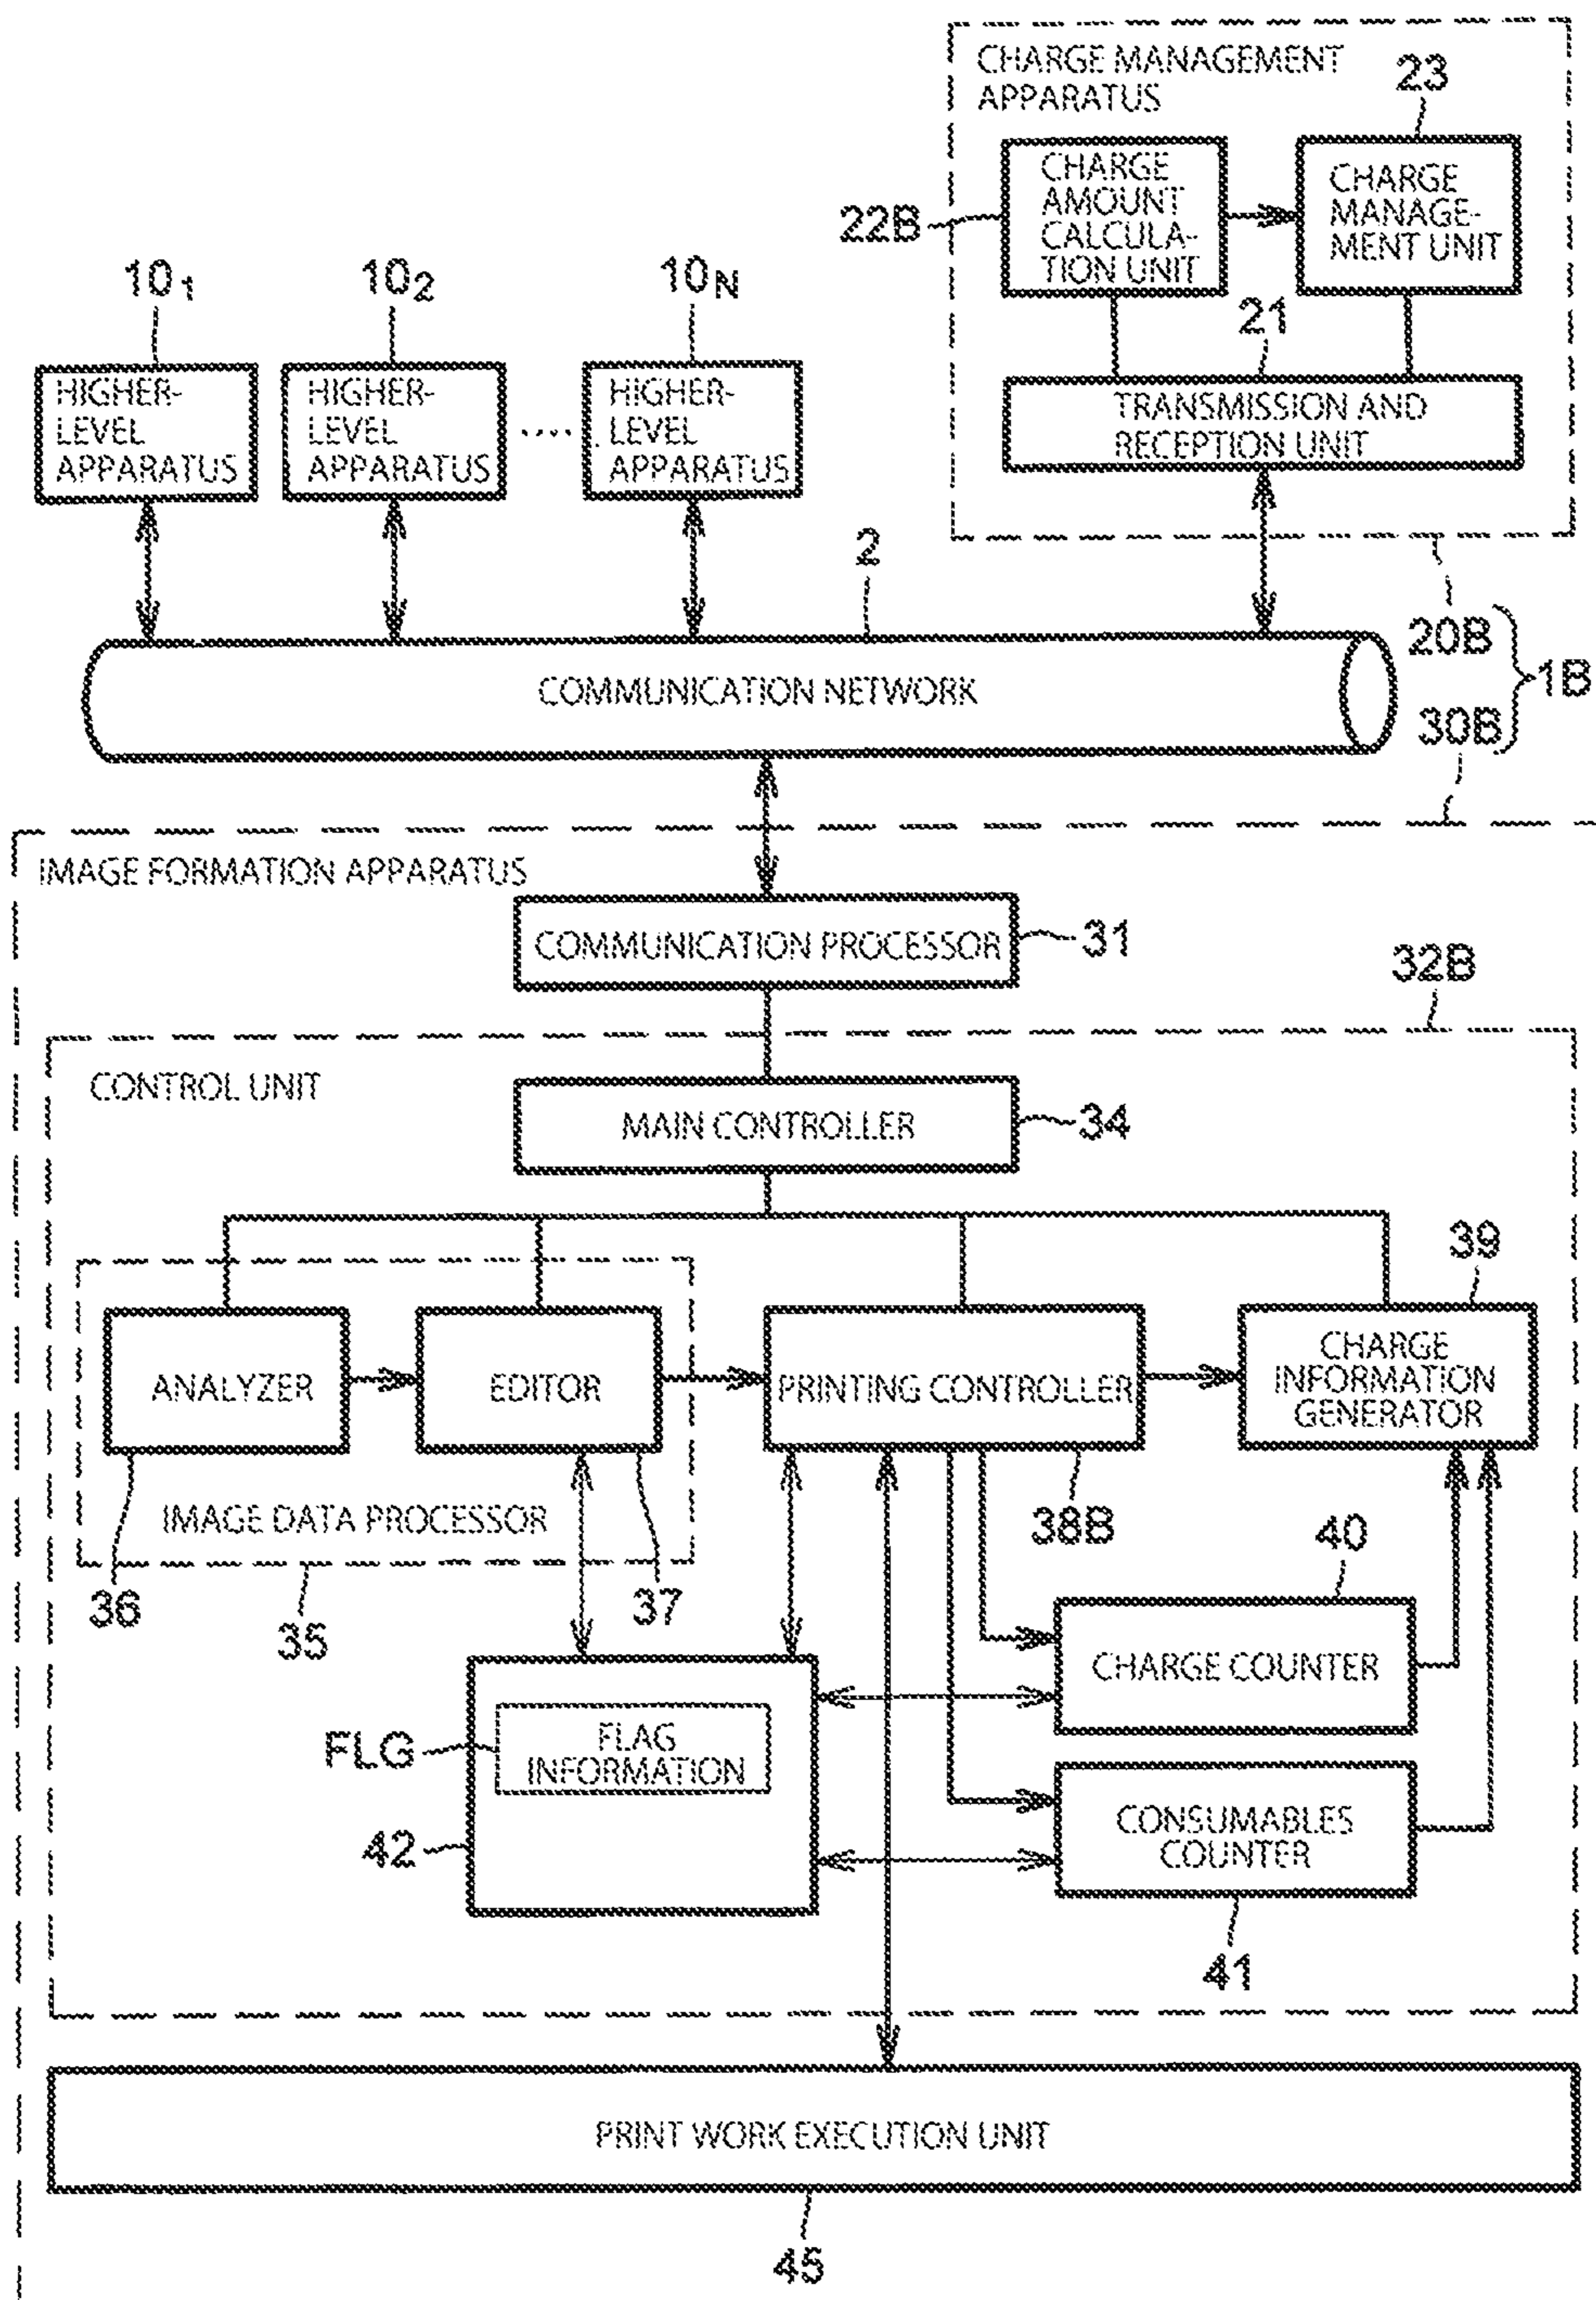 CHARGE MANAGEMENT
APPARATUS
23
CHARGE
AMOUNT
CALCULA-
TION UNIT
CHARGE
MANAGE-
MENT UNIT
22B
21
TRANSMISSION AND
RECEPTION UNIT
10₁
10₂
10N
HIGHER-
LEVEL
APPARATUS
HIGHER-
LEVEL
APPARATUS
.....
HIGHER-
LEVEL
APPARATUS
2
20B
1B
30B
COMMUNICATION NETWORK
IMAGE FORMATION APPARATUS
COMMUNICATION PROCESSOR
31
32B
CONTROL UNIT
MAIN CONTROLLER
34
39
ANALYZER
EDITOR
PRINTING CONTROLLER
CHARGE
INFORMATION
GENERATOR
IMAGE DATA PROCESSOR
38B
36
35
37
40
CHARGE COUNTER
FLG
FLAG
INFORMATION
42
CONSUMABLES
COUNTER
41
PRINT WORK EXECUTION UNIT
45